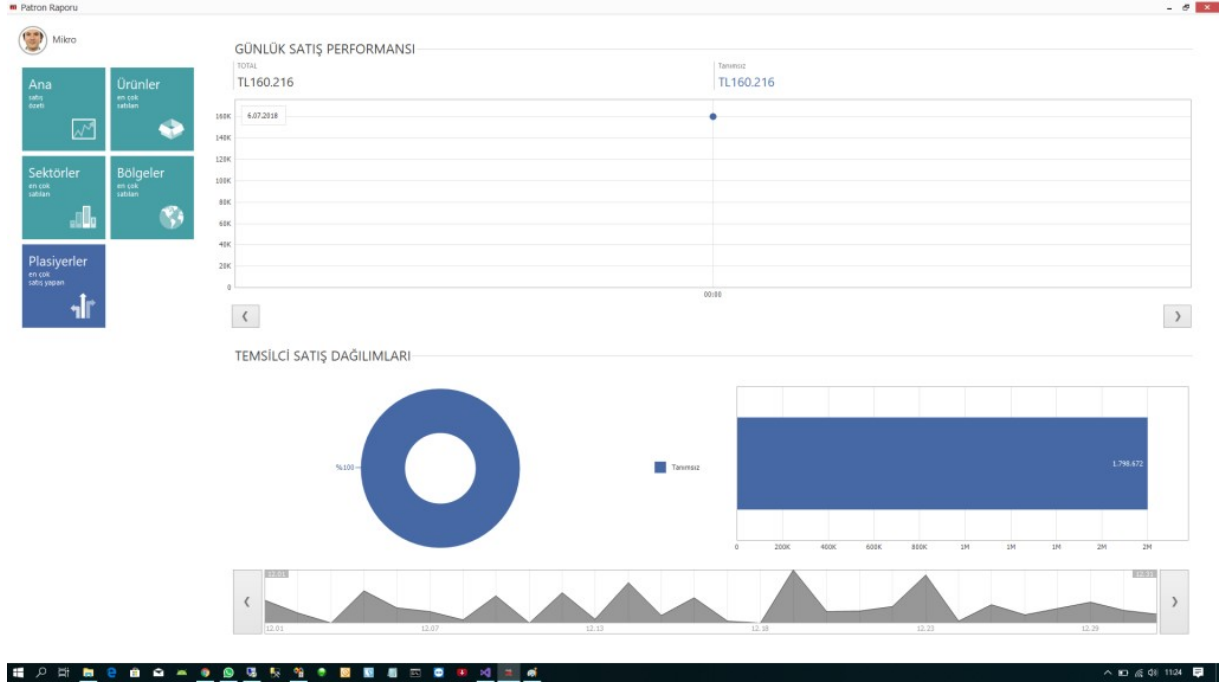 Patron Raporu
Mikro
Ana
satış
özeti
Ürünler
en çok
satılan
Sektörler
en çok
satılan
Bölgeler
en çok
satılan
Plasiyerler
en çok
satış yapan
GÜNLÜK SATIŞ PERFORMANSI
TOTAL
TL160.216
Tanımsız
TL160.216
6.07.2018
160K
140K
120K
100K
80K
60K
40K
20K
0
00:00
TEMSİLCİ SATIŞ DAĞILIMLARI
%100
Tanımsız
1.798.672
0 200K 400K 600K 800K 1M 1M 1M 2M 2M
12.01 12.31
12.01 12.07 12.13 12.18 12.23 12.29
11:24